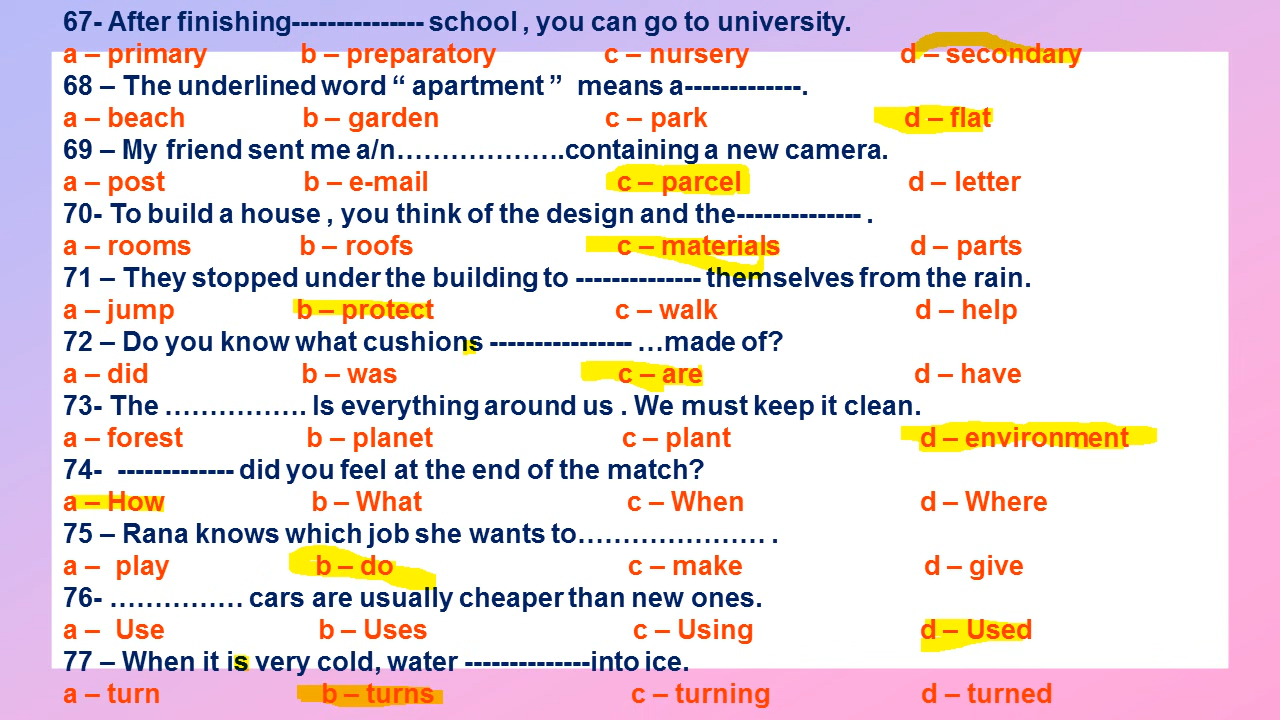 67- After finishing--------------- school , you can go to university.
a – primary b – preparatory c – nursery d – secondary
68 – The underlined word “ apartment ” means a-------------.
a – beach b – garden c – park d – flat
69 – My friend sent me a/n……………….containing a new camera.
a – post b – e-mail c – parcel d – letter
70- To build a house , you think of the design and the-------------- .
a – rooms b – roofs c – materials d – parts
71 – They stopped under the building to -------------- themselves from the rain.
a – jump b – protect c – walk d – help
72 – Do you know what cushions ---------------- …made of?
a – did b – was c – are d – have
73- The ……………. Is everything around us . We must keep it clean.
a – forest b – planet c – plant d – environment
74- ------------- did you feel at the end of the match?
a – How b – What c – When d – Where
75 – Rana knows which job she wants to………………… .
a – play b – do c – make d – give
76- …………… cars are usually cheaper than new ones.
a – Use b – Uses c – Using d – Used
77 – When it is very cold, water --------------into ice.
a – turn b – turns c – turning d – turned